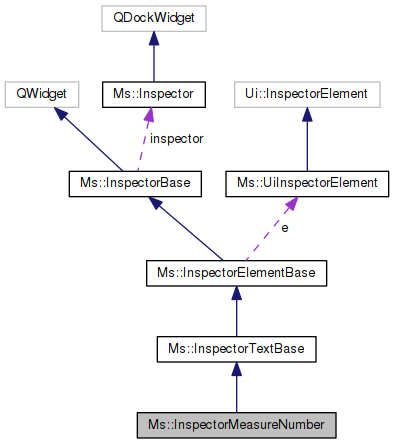 QDockWidget
QWidget
Ms::Inspector
Ui::InspectorElement
inspector
Ms::InspectorBase
Ms::UiInspectorElement
e
Ms::InspectorElementBase
Ms::InspectorTextBase
Ms::InspectorMeasureNumber